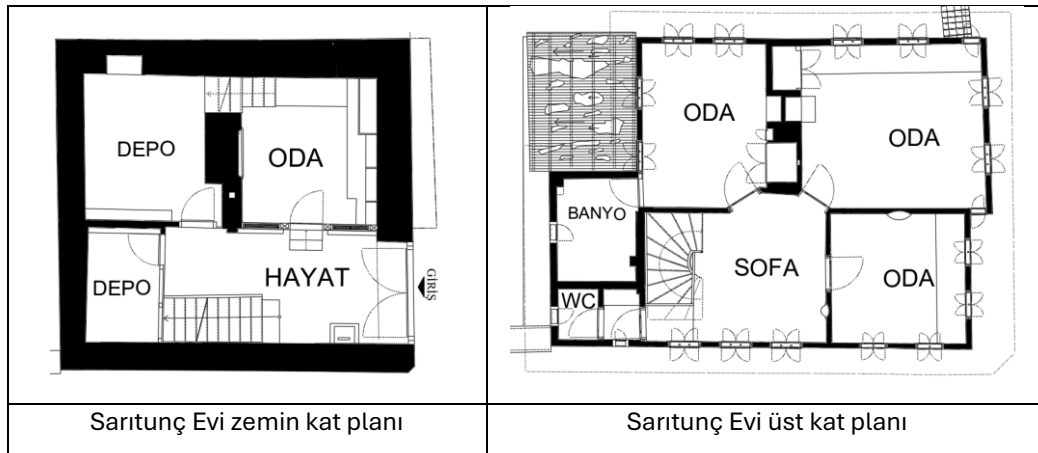 DEPO
ODA
DEPO
HAYAT
GİRİŞ
ODA
ODA
BANYO
SOFA
ODA
WC
Sarıtunç Evi zemin kat planı
Sarıtunç Evi üst kat planı